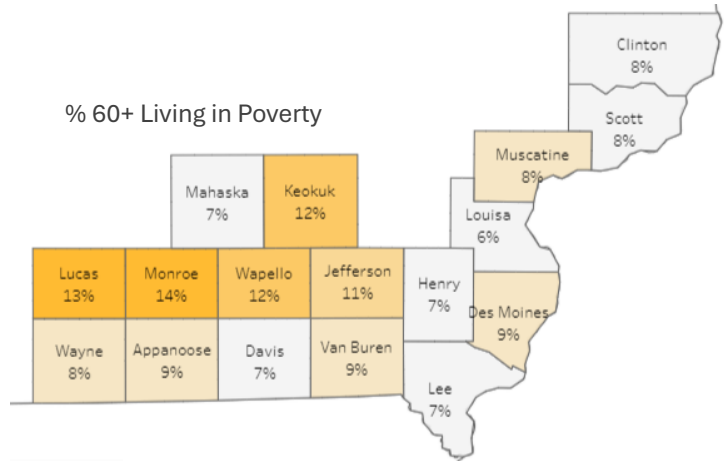 Clinton
8%
Scott
8%
% 60+ Living in Poverty
Muscatine
8%
Mahaska
7%
Keokuk
12%
Louisa
6%
Lucas
13%
Monroe
14%
Wapello
12%
Jefferson
11%
Henry
7%
Des Moines
9%
Wayne
8%
Appanoose
9%
Davis
7%
Van Buren
9%
Lee
7%